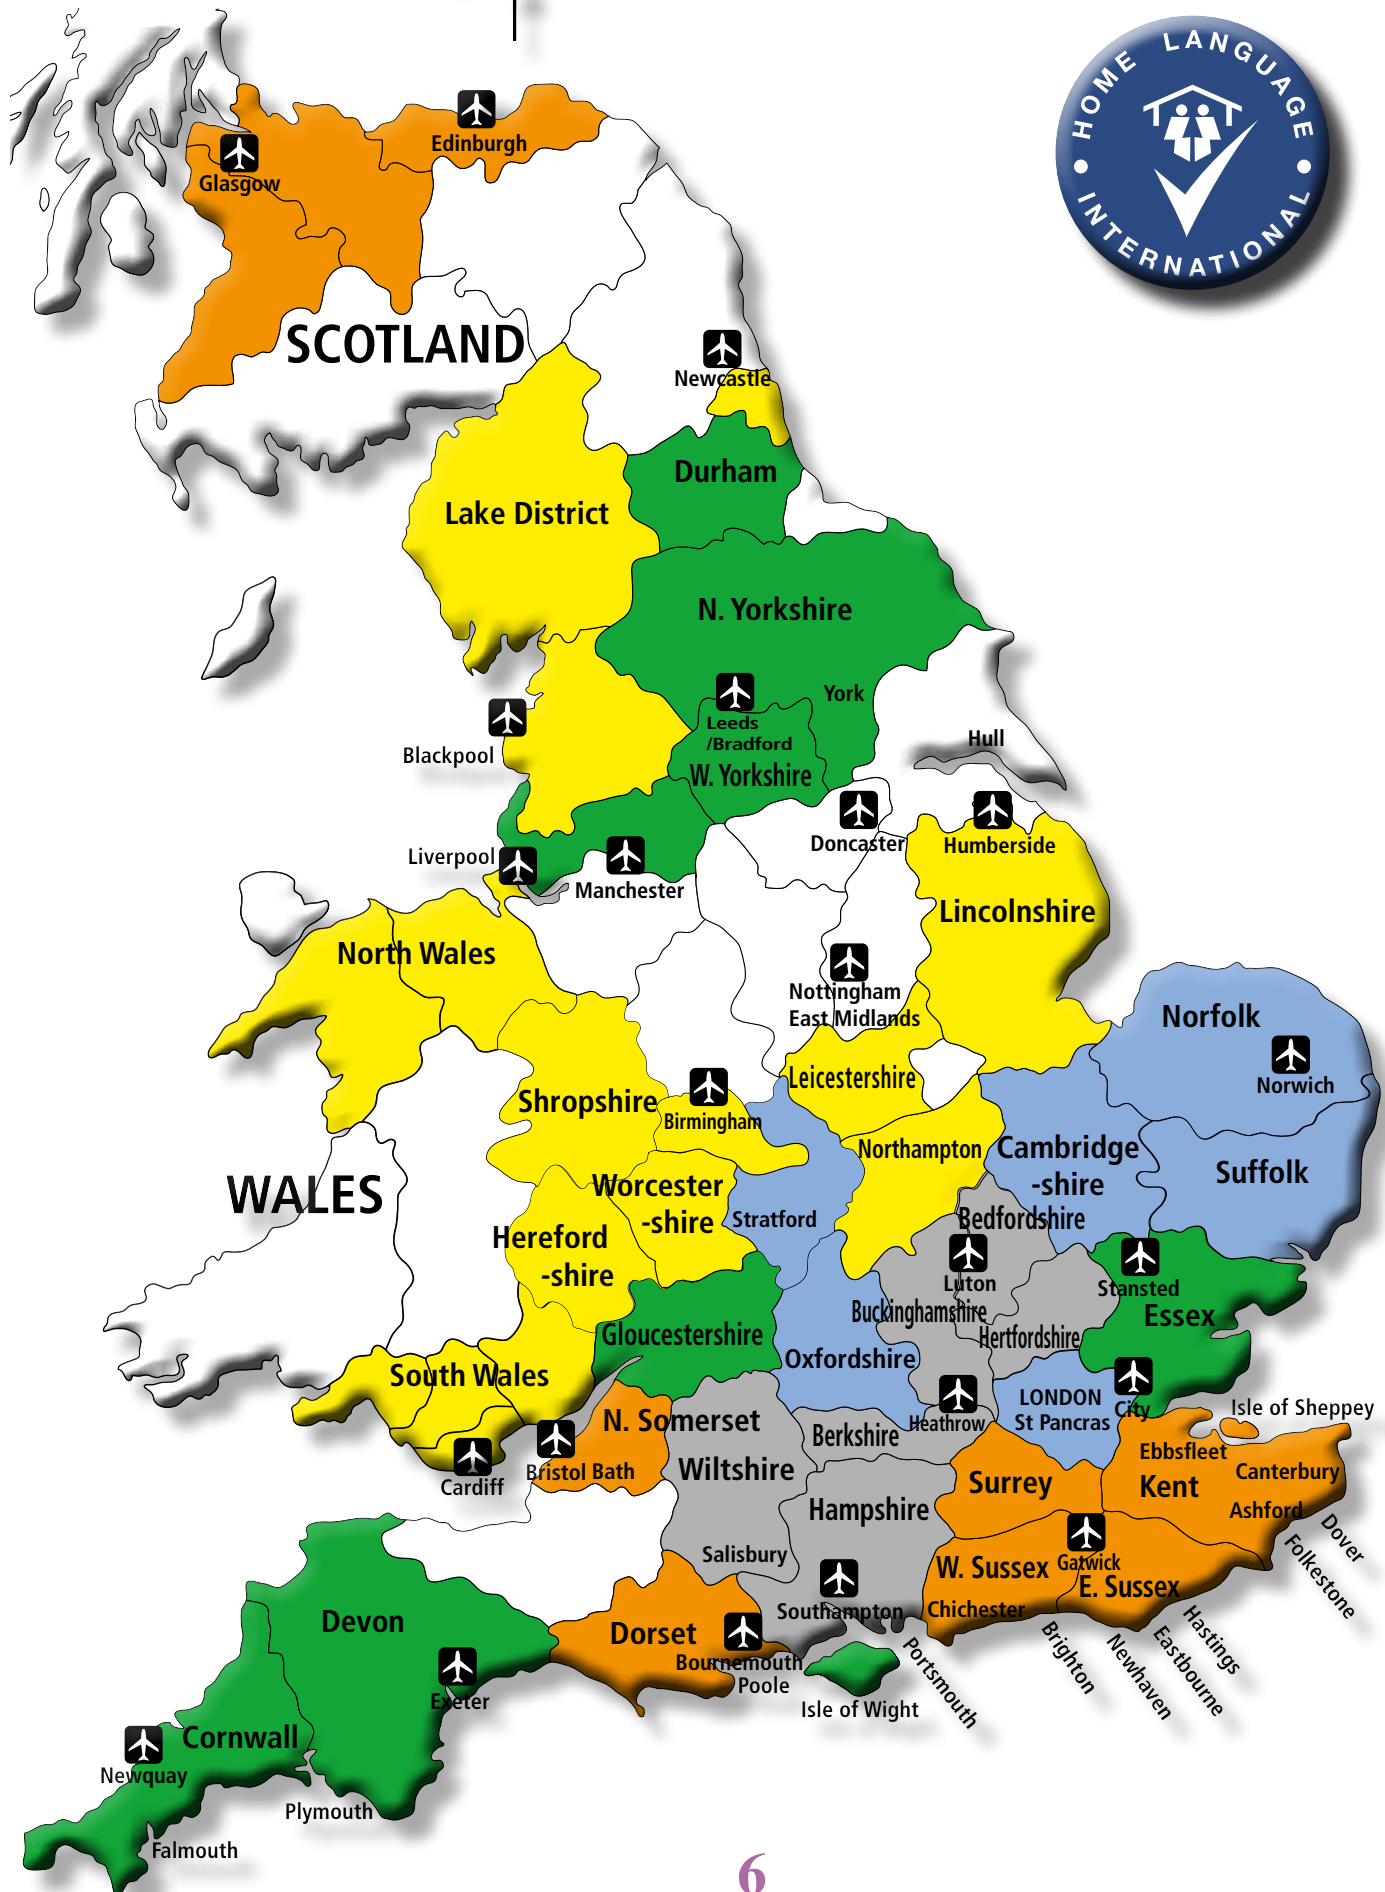 HOME LANGUAGE
INTERNATIONAL
Edinburgh
Glasgow
SCOTLAND
Newcastle
Durham
Lake District
N. Yorkshire
York
Leeds
/Bradford
W. Yorkshire
Blackpool
Hull
Doncaster
Humberside
Liverpool
Manchester
Lincolnshire
North Wales
Nottingham
East Midlands
Norfolk
Norwich
Leicestershire
Shropshire
Birmingham
Northampton
Cambridge
-shire
Suffolk
WALES
Worcester
-shire
Stratford
Bedfordshire
Hereford
-shire
Luton
Stansted
Essex
Buckinghamshire
Hertfordshire
Gloucestershire
Oxfordshire
South Wales
LONDON
St Pancras
City
Isle of Sheppey
Heathrow
N. Somerset
Berkshire
Ebbsfleet
Canterbury
Kent
Bristol Bath
Wiltshire
Surrey
Cardiff
Hampshire
Ashford
Dover
Folkestone
Salisbury
W. Sussex
Gatwick
E. Sussex
Southampton
Chichester
Hastings
Eastbourne
Newhaven
Brighton
Portsmouth
Devon
Dorset
Bournemouth
Poole
Isle of Wight
Exeter
Cornwall
Newquay
Plymouth
Falmouth
6